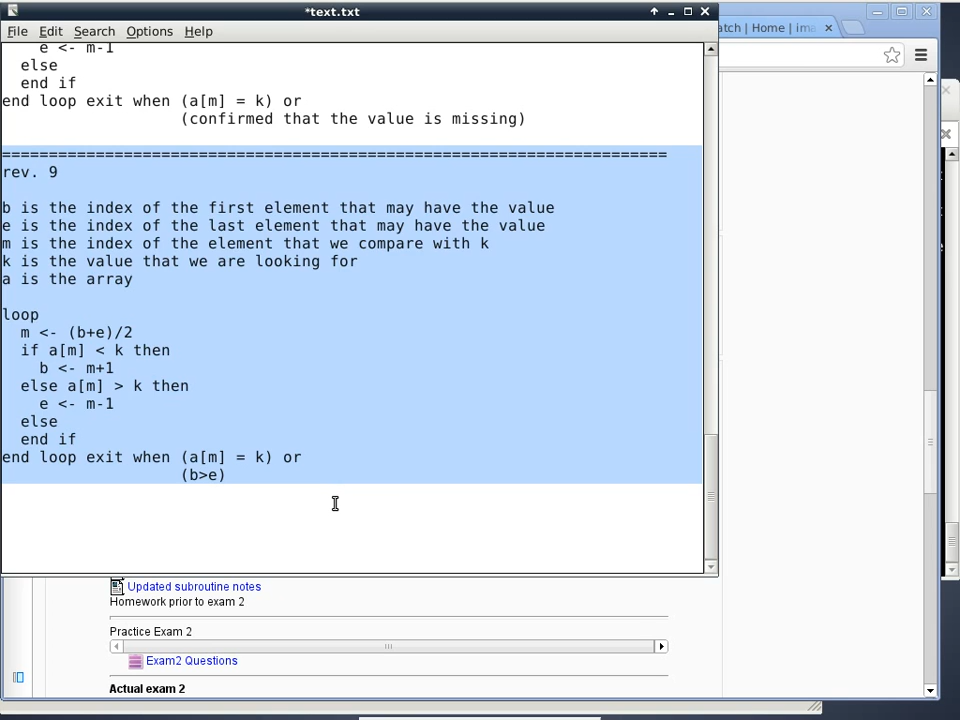 *text.txt
File Edit Search Options Help
e <- m-1
else
end if
end loop exit when (a[m] = k) or
(confirmed that the value is missing)
=======================================================================
rev. 9
b is the index of the first element that may have the value
e is the index of the last element that may have the value
m is the index of the element that we compare with k
k is the value that we are looking for
a is the array
loop
m <- (b+e)/2
if a[m] < k then
b <- m+1
else a[m] > k then
e <- m-1
else
end if
end loop exit when (a[m] = k) or
(b>e)
atch | Home | ima
Updated subroutine notes
Homework prior to exam 2
Practice Exam 2
Exam2 Questions
Actual exam 2